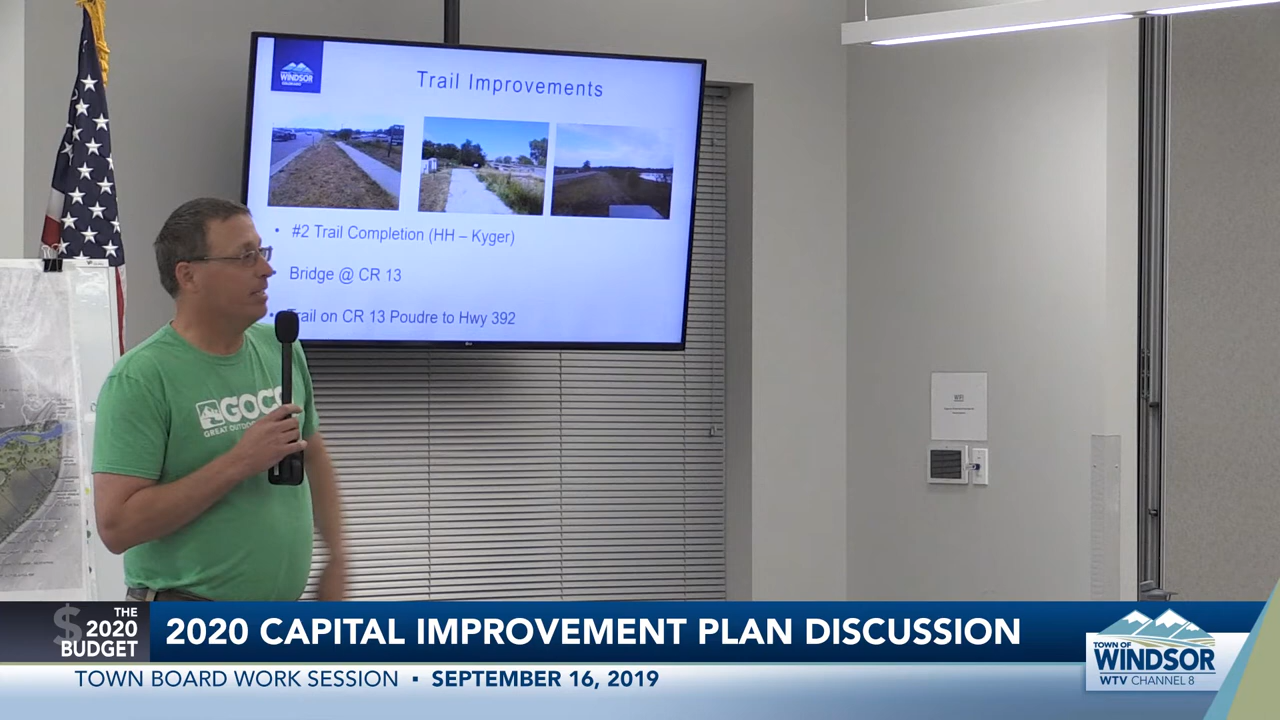 WINDSOR
Trail Improvements
• #2 Trail Completion (HH – Kyger)
Bridge @ CR 13
• Trail on CR 13 Poudre to Hwy 392
GOCO
GREAT OUTDO
WiFi
THE
$ 2020
BUDGET
2020 CAPITAL IMPROVEMENT PLAN DISCUSSION
TOWN BOARD WORK SESSION ▪ SEPTEMBER 16, 2019
TOWN OF
WINDSOR
WTV CHANNEL 8